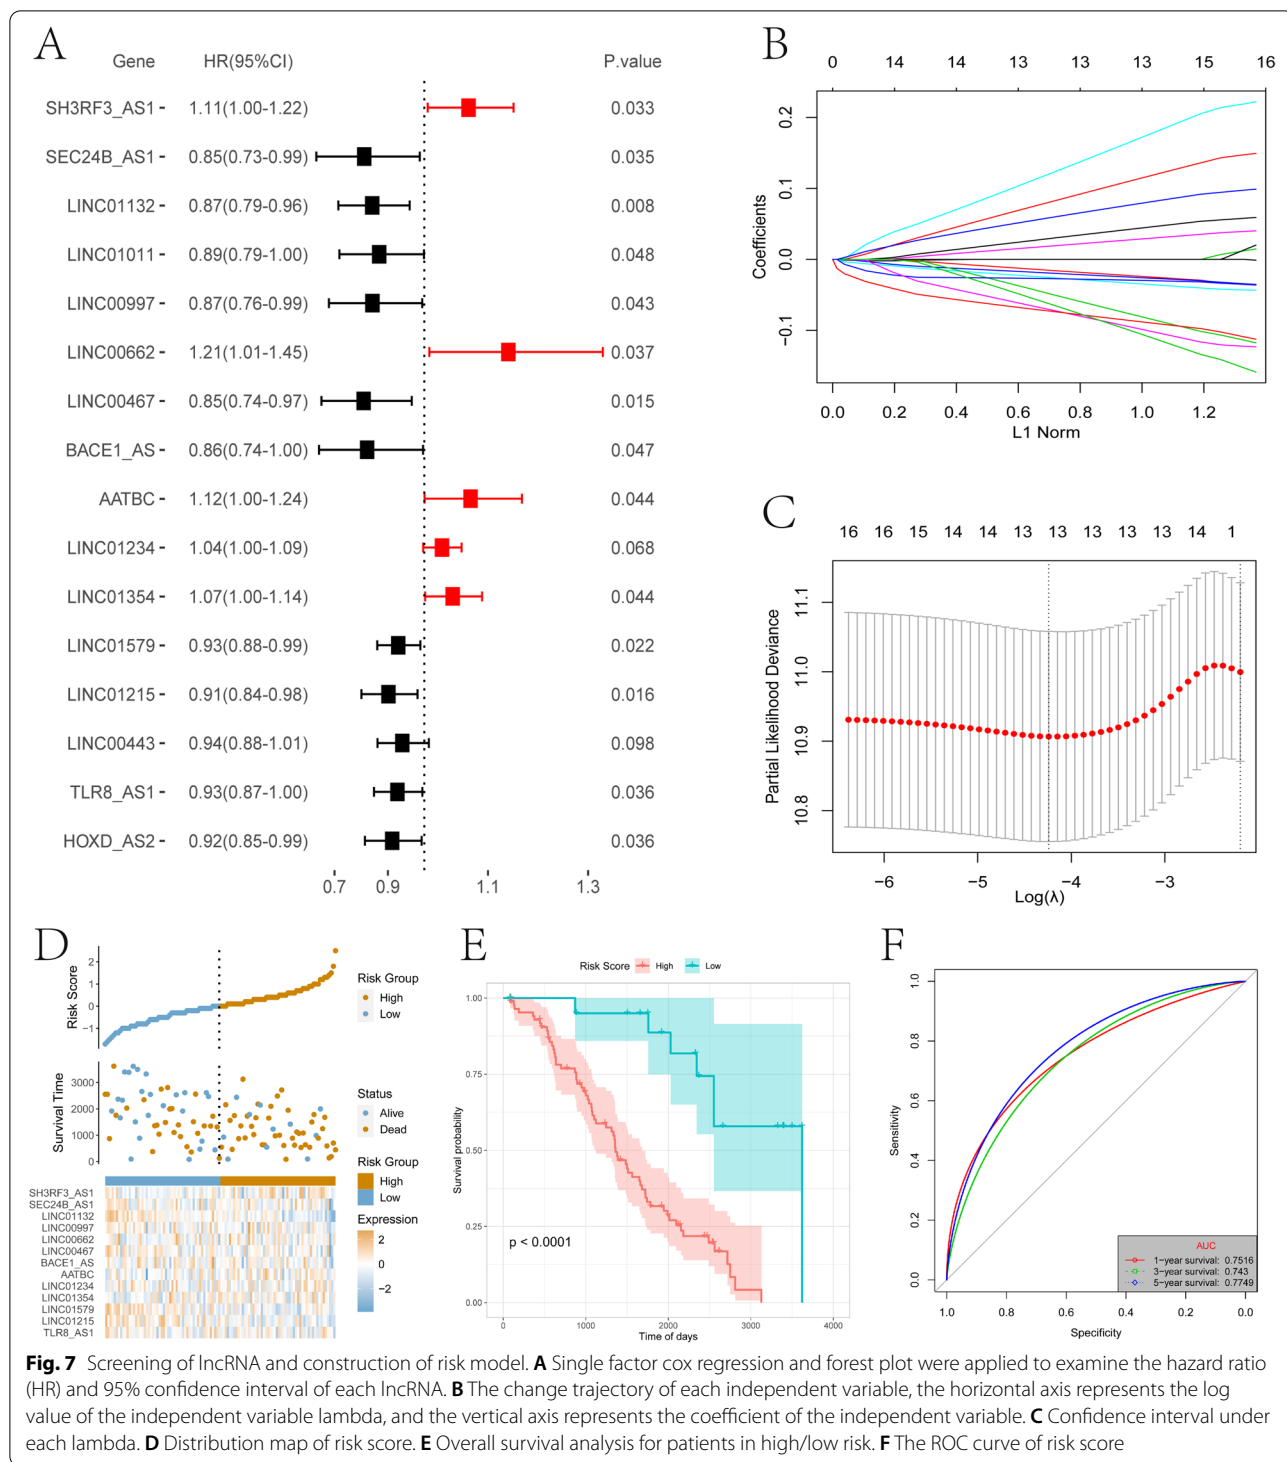 A
Gene HR(95%CI) P.value
SH3RF3_AS1 1.11(1.00-1.22) 0.033
SEC24B_AS1 0.85(0.73-0.99) 0.035
LINC01132 0.87(0.79-0.96) 0.008
LINC01011 0.89(0.79-1.00) 0.048
LINC00997 0.87(0.76-0.99) 0.043
LINC00662 1.21(1.01-1.45) 0.037
LINC00467 0.85(0.74-0.97) 0.015
BACE1_AS 0.86(0.74-1.00) 0.047
AATBC 1.12(1.00-1.24) 0.044
LINC01234 1.04(1.00-1.09) 0.068
LINC01354 1.07(1.00-1.14) 0.044
LINC01579 0.93(0.88-0.99) 0.022
LINC01215 0.91(0.84-0.98) 0.016
LINC00443 0.94(0.88-1.01) 0.098
TLR8_AS1 0.93(0.87-1.00) 0.036
HOXD_AS2 0.92(0.85-0.99) 0.036
0.7 0.9 1.1 1.3
B
0 14 14 13 13 13 15 16
Coefficients
0.2
0.1
0.0
−0.1
0.0 0.2 0.4 0.6 0.8 1.0 1.2
L1 Norm
C
16 16 15 14 14 13 13 13 13 13 14 1
Partial Likelihood Deviance
11.1
11.0
10.9
10.8
−6 −5 −4 −3
Log(λ)
D
Risk Score
2
1
0
−1
Risk Group
High
Low
Survival Time
3000
2000
1000
0
Status
Alive
Dead
Risk Group
High
Low
Expression
2
0
−2
SH3RF3_AS1
SEC24B_AS1
LINC01132
LINC00997
LINC00662
LINC00467
BACE1_AS
AATBC
LINC01234
LINC01354
LINC01579
LINC01215
TLR8_AS1
E
Risk Score High Low
Survival probability
1.00
0.75
0.50
0.25
0.00
p < 0.0001
0 1000 2000 3000 4000
Time of days
F
Sensitivity
1.0
0.8
0.6
0.4
0.2
0.0
AUC
1−year survival: 0.7516
3−year survival: 0.743
5−year survival: 0.7749
1.0 0.8 0.6 0.4 0.2 0.0
Specificity
Fig. 7 Screening of lncRNA and construction of risk model. A Single factor cox regression and forest plot were applied to examine the hazard ratio
(HR) and 95% confidence interval of each lncRNA. B The change trajectory of each independent variable, the horizontal axis represents the log
value of the independent variable lambda, and the vertical axis represents the coefficient of the independent variable. C Confidence interval under
each lambda. D Distribution map of risk score. E Overall survival analysis for patients in high/low risk. F The ROC curve of risk score